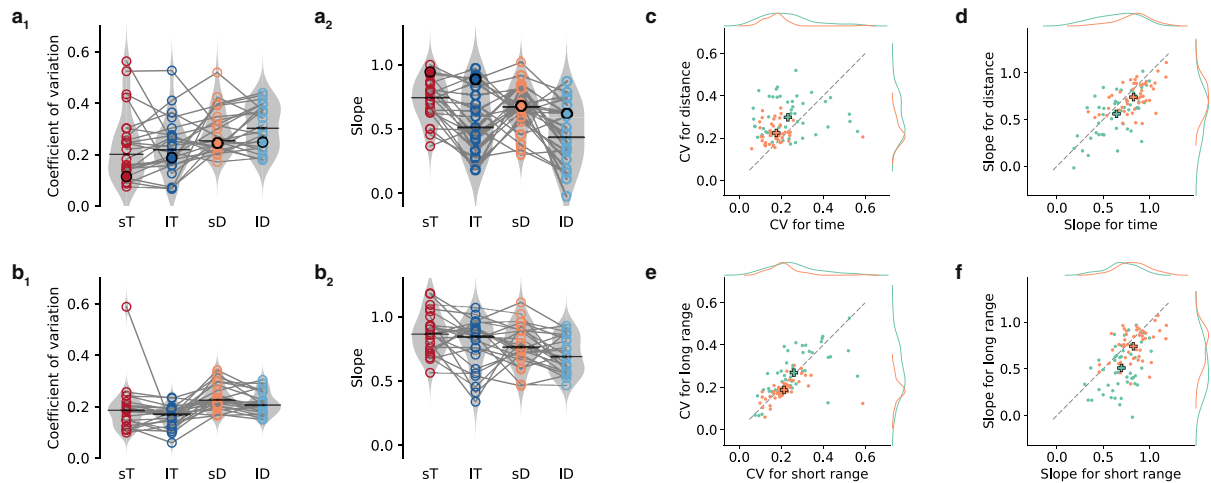 a1
Coefficient of variation
0.6
0.4
0.2
0.0
sT lT sD lD
a2
Slope
1.0
0.5
0.0
sT lT sD lD
c
CV for distance
0.6
0.4
0.2
0.0
0.0 0.2 0.4 0.6
CV for time
d
Slope for distance
1.0
0.5
0.0
0.0 0.5 1.0
Slope for time
b1
Coefficient of variation
0.6
0.4
0.2
0.0
sT lT sD lD
b2
Slope
1.0
0.5
0.0
sT lT sD lD
e
CV for long range
0.6
0.4
0.2
0.0
0.0 0.2 0.4 0.6
CV for short range
f
Slope for long range
1.0
0.5
0.0
0.0 0.5 1.0
Slope for short range